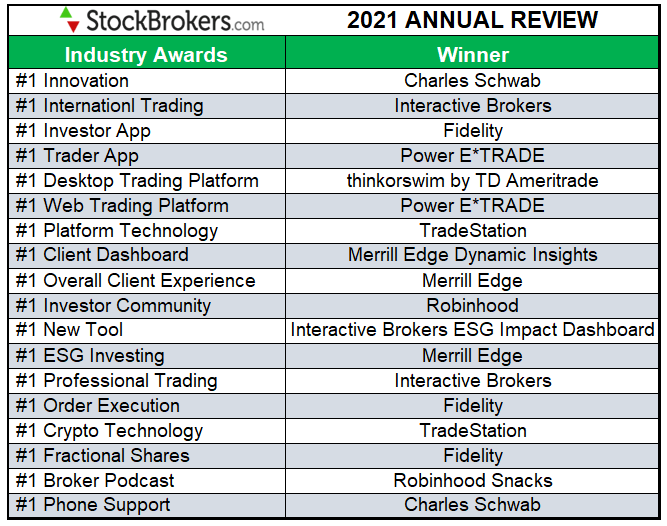 StockBrokers.com 2021 ANNUAL REVIEW
Industry Awards Winner
#1 Innovation Charles Schwab
#1 Internationl Trading Interactive Brokers
#1 Investor App Fidelity
#1 Trader App Power E*TRADE
#1 Desktop Trading Platform thinkorswim by TD Ameritrade
#1 Web Trading Platform Power E*TRADE
#1 Platform Technology TradeStation
#1 Client Dashboard Merrill Edge Dynamic Insights
#1 Overall Client Experience Merrill Edge
#1 Investor Community Robinhood
#1 New Tool Interactive Brokers ESG Impact Dashboard
#1 ESG Investing Merrill Edge
#1 Professional Trading Interactive Brokers
#1 Order Execution Fidelity
#1 Crypto Technology TradeStation
#1 Fractional Shares Fidelity
#1 Broker Podcast Robinhood Snacks
#1 Phone Support Charles Schwab